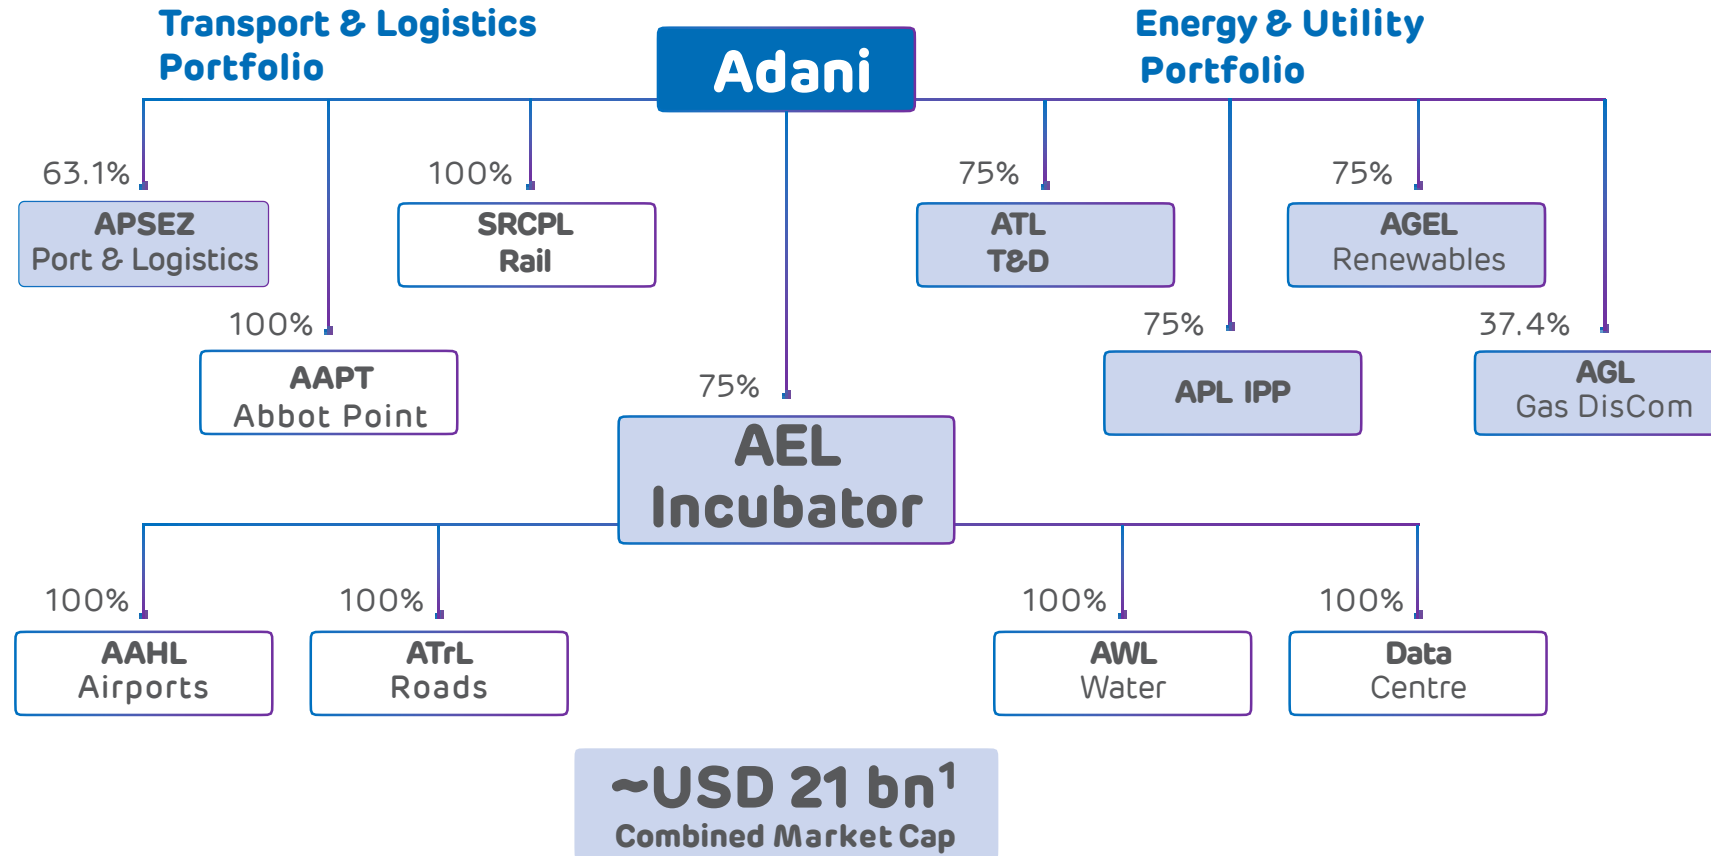 Transport & Logistics
Portfolio
Adani
Energy & Utility
Portfolio
63.1%
APSEZ
Port & Logistics
100%
SRCPL
Rail
75%
ATL
T&D
75%
AGEL
Renewables
100%
AAPT
Abbot Point
75%
AEL
Incubator
75%
APL IPP
37.4%
AGL
Gas DisCom
100%
AAHL
Airports
100%
ATrL
Roads
100%
AWL
Water
100%
Data
Centre
~USD 21 bn¹
Combined Market Cap